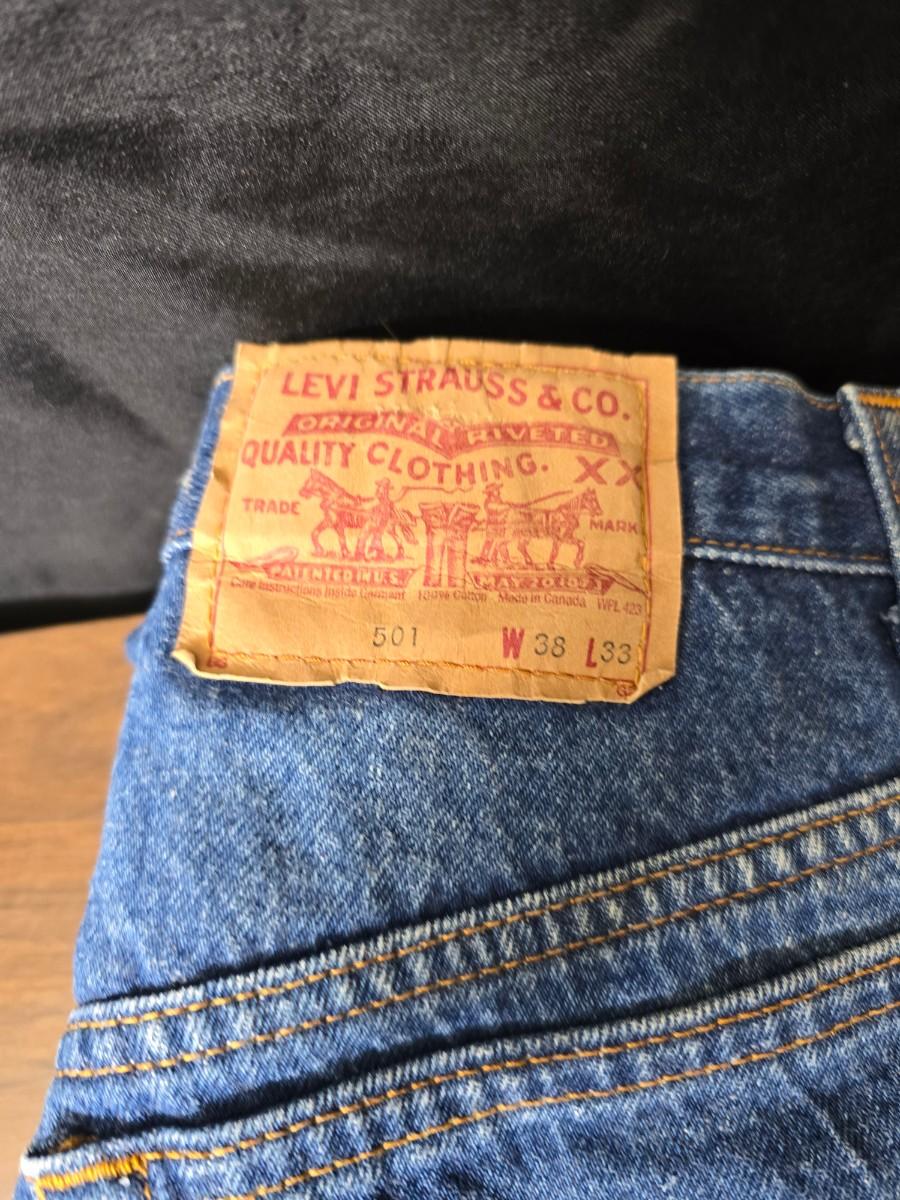 LEVI STRAUSS & CO.
ORIGINAL RIVETED
QUALITY CLOTHING. XX
TRADE MARK
PATENTED IN U.S. MAY 20 1873
Care Instructions Inside Garment 100% Cotton Made in Canada WPL 423
501 W 38 L 33